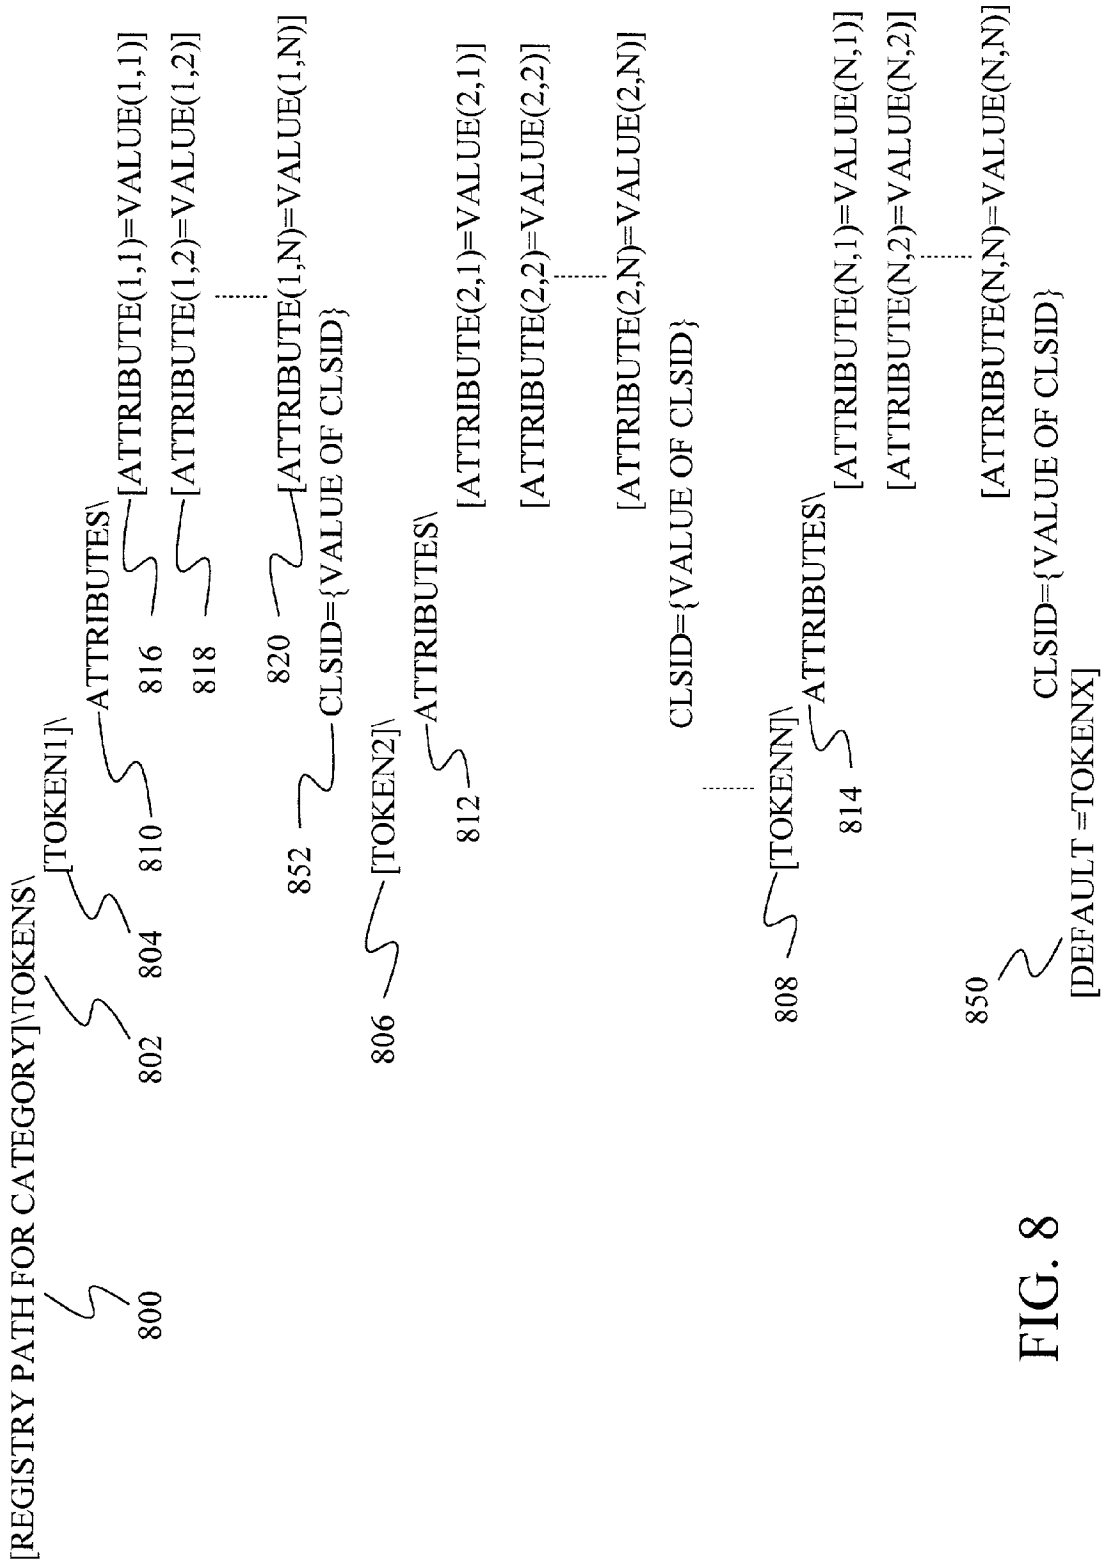 [REGISTRY PATH FOR CATEGORY]\TOKENS\
800
802
[TOKEN1]\
804
ATTRIBUTES\
810
[ATTRIBUTE(1,1)=VALUE(1,1)]
816
[ATTRIBUTE(1,2)=VALUE(1,2)]
818
[ATTRIBUTE(1,N)=VALUE(1,N)]
820
CLSID={VALUE OF CLSID}
852
[TOKEN2]\
806
ATTRIBUTES\
812
[ATTRIBUTE(2,1)=VALUE(2,1)]
[ATTRIBUTE(2,2)=VALUE(2,2)]
[ATTRIBUTE(2,N)=VALUE(2,N)]
CLSID={VALUE OF CLSID}
[TOKENN]\
808
ATTRIBUTES\
814
[ATTRIBUTE(N,1)=VALUE(N,1)]
[ATTRIBUTE(N,2)=VALUE(N,2)]
[ATTRIBUTE(N,N)=VALUE(N,N)]
CLSID={VALUE OF CLSID}
850
[DEFAULT =TOKENX]
FIG. 8